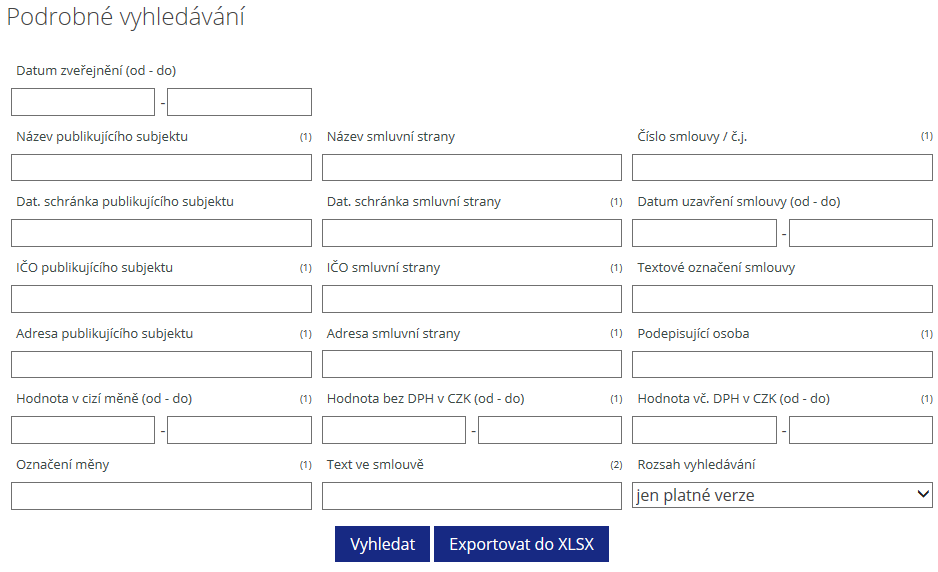 Podrobné vyhledávání
Datum zveřejnění (od - do)
-
Název publikujícího subjektu (1) Název smluvní strany Číslo smlouvy / č.j. (1)
Dat. schránka publikujícího subjektu Dat. schránka smluvní strany (1) Datum uzavření smlouvy (od - do)
-
IČO publikujícího subjektu (1) IČO smluvní strany (1) Textové označení smlouvy
Adresa publikujícího subjektu (1) Adresa smluvní strany (1) Podepisující osoba (1)
Hodnota v cizí měně (od - do) (1) Hodnota bez DPH v CZK (od - do) (1) Hodnota vč. DPH v CZK (od - do) (1)
- - -
Označení měny (1) Text ve smlouvě (2) Rozsah vyhledávání
jen platné verze
Vyhledat Exportovat do XLSX